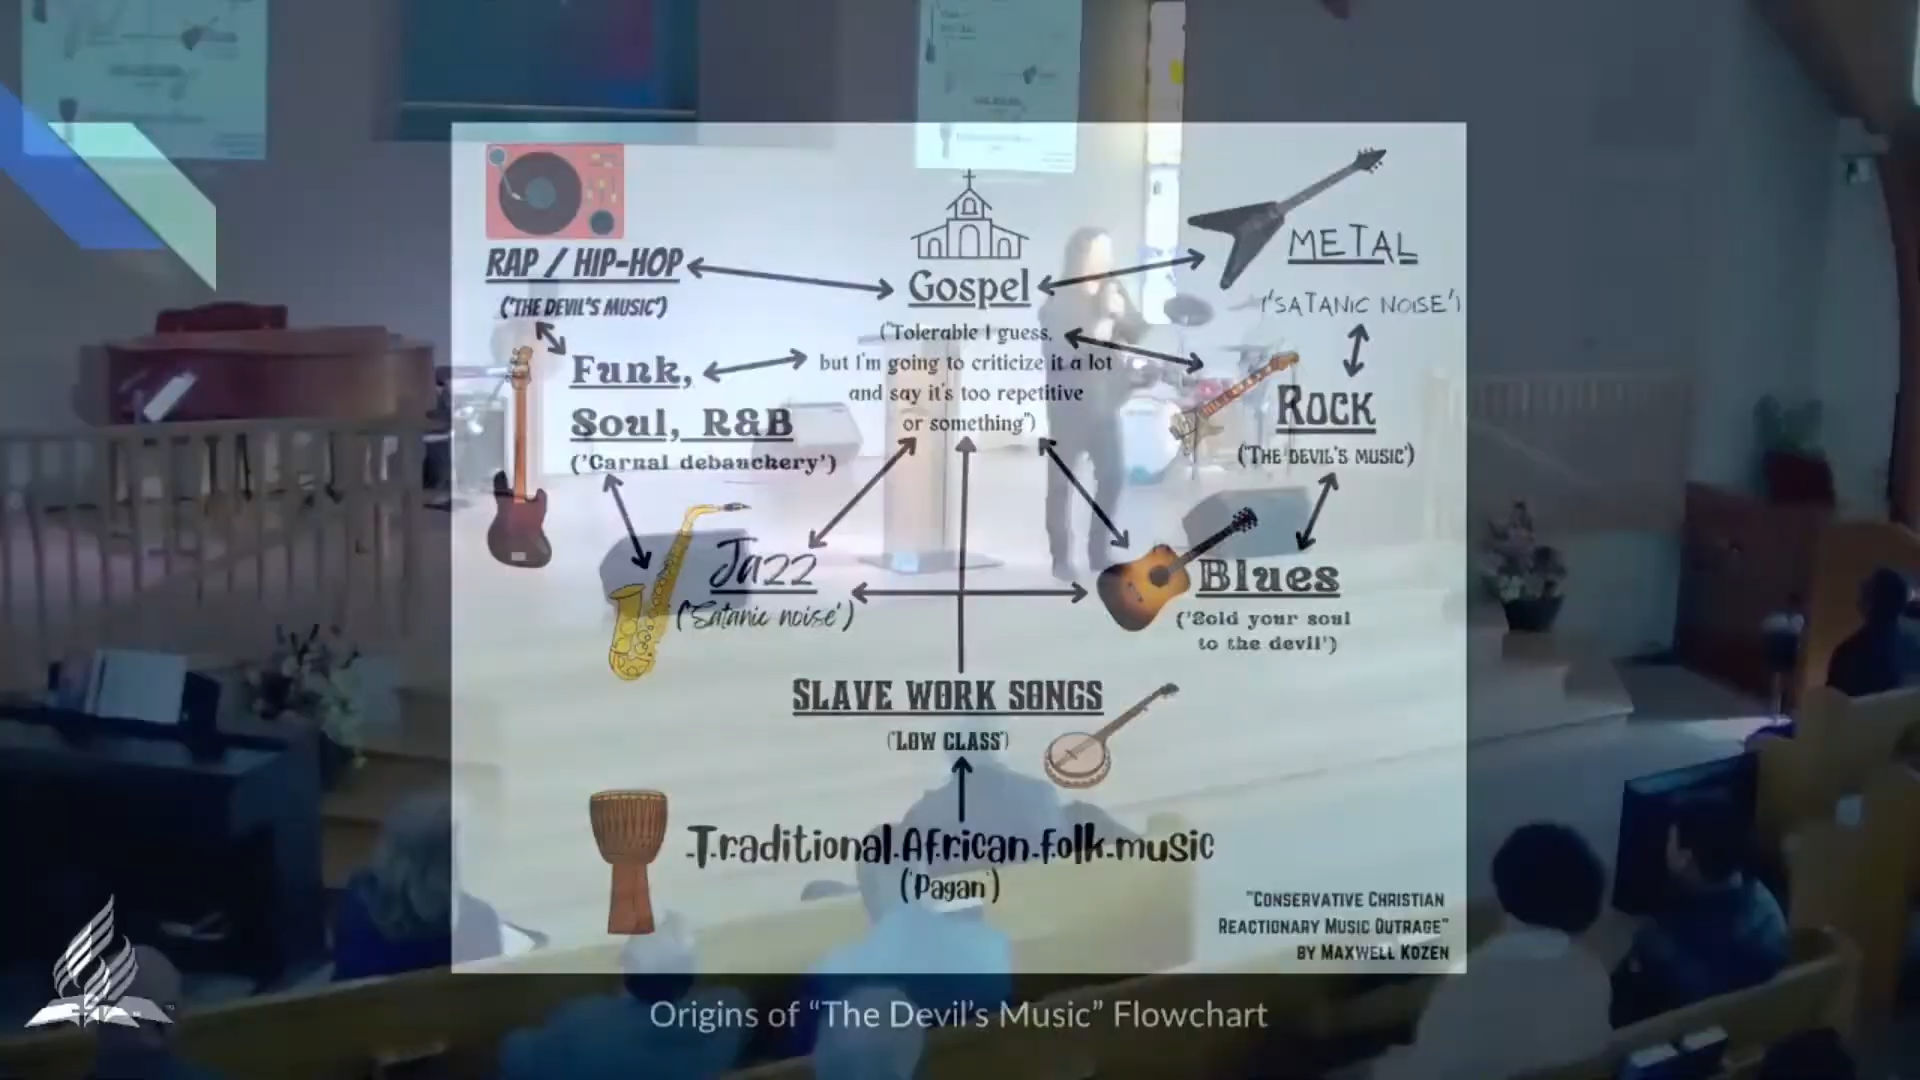 RAP / HIP-HOP
('THE DEVIL'S MUSIC')
Gospel
("Tolerable I guess,
but I'm going to criticize it a lot
and say it's too repetitive
or something")
METAL
('SATANIC NOISE')
Funk,
Soul, R&B
('Carnal debauchery')
ROCK
(THE DEVIL'S MUSIC')
Jazz
('Satanic noise')
Blues
('Sold your soul
to the devil')
SLAVE WORK SONGS
('LOW CLASS')
Traditional African folk music
('Pagan')
"CONSERVATIVE CHRISTIAN
REACTIONARY MUSIC OUTRAGE"
BY MAXWELL KOZEN
Origins of “The Devil’s Music” Flowchart